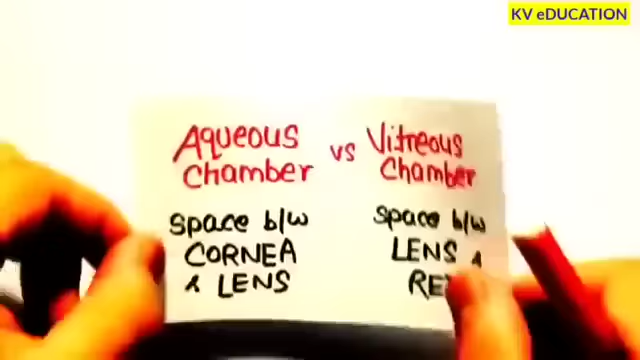 KV eDUCATION
Aqueous Chamber vs Vitreous Chamber
space b/w CORNEA & LENS
space b/w LENS &